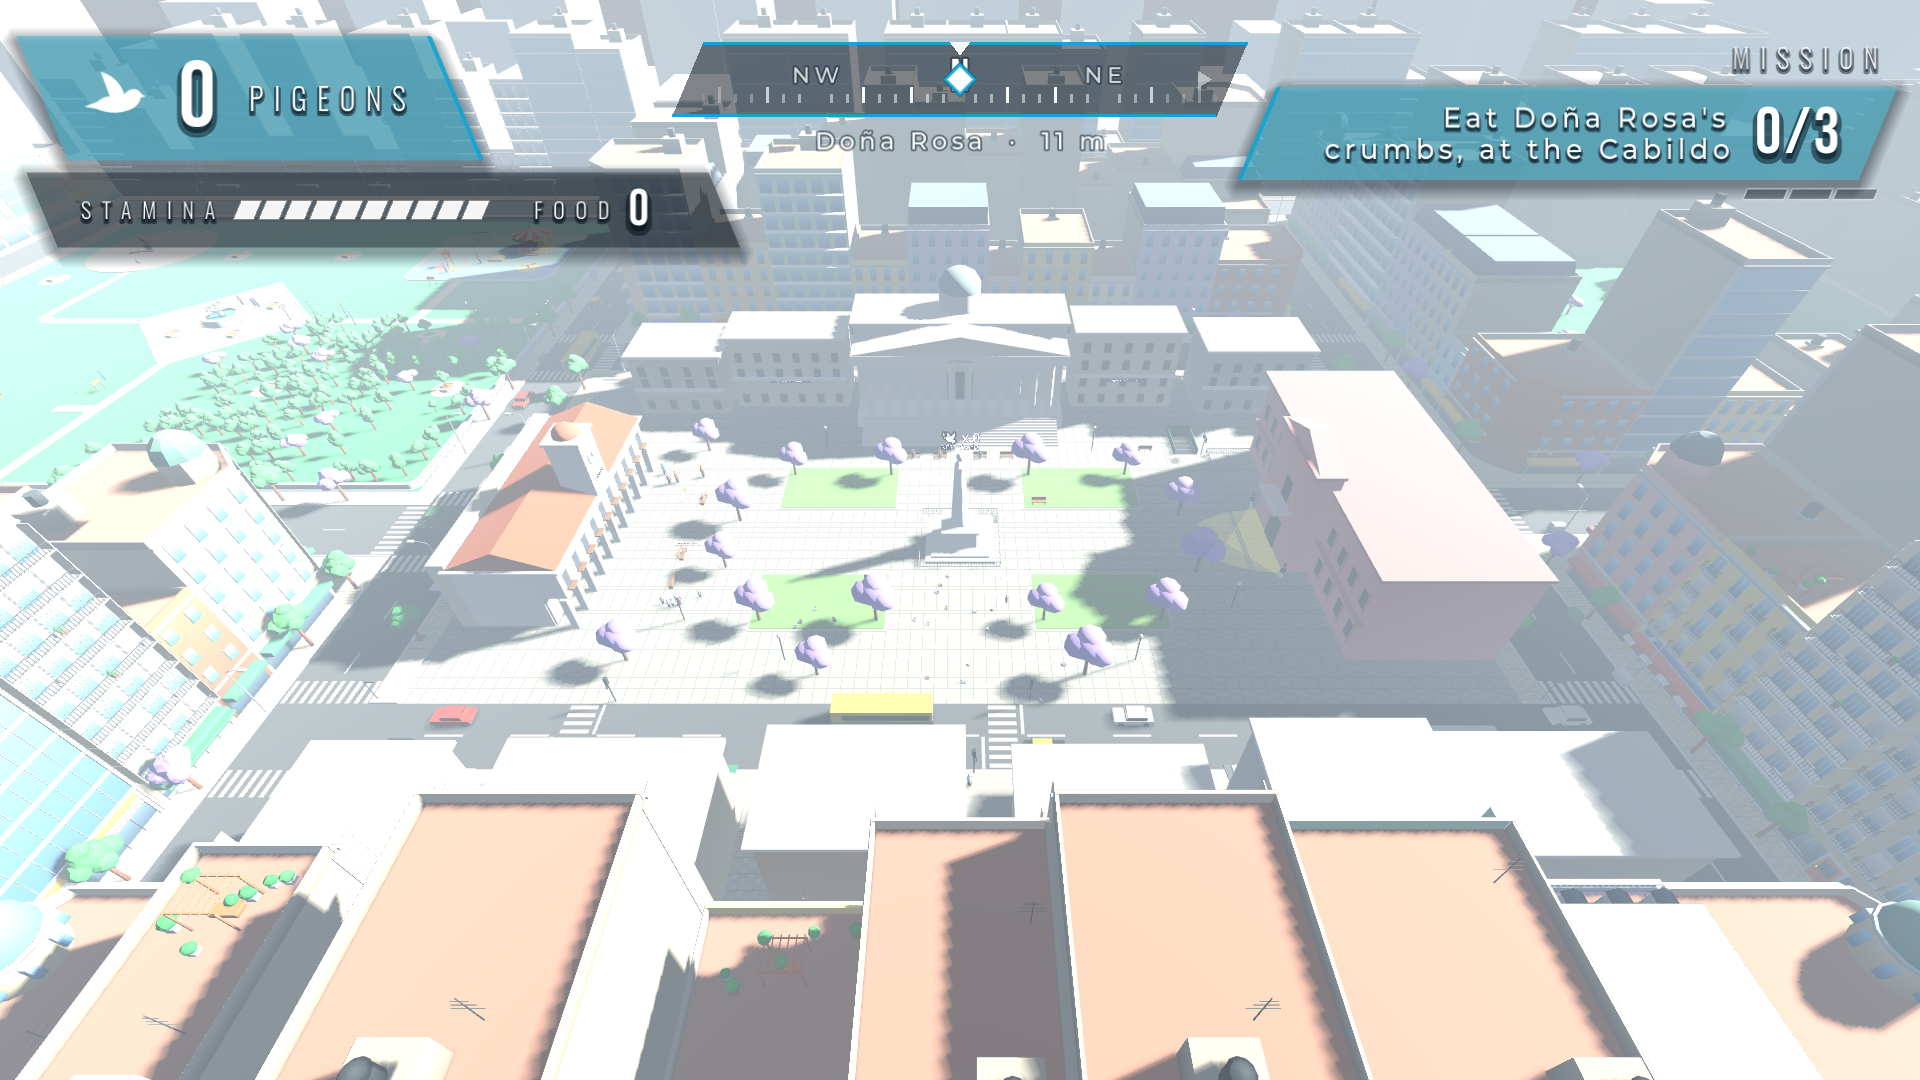 0 PIGEONS
STAMINA FOOD 0
NW N NE
Doña Rosa · 11 m
MISSION
Eat Doña Rosa's
crumbs, at the Cabildo
0/3
x 0